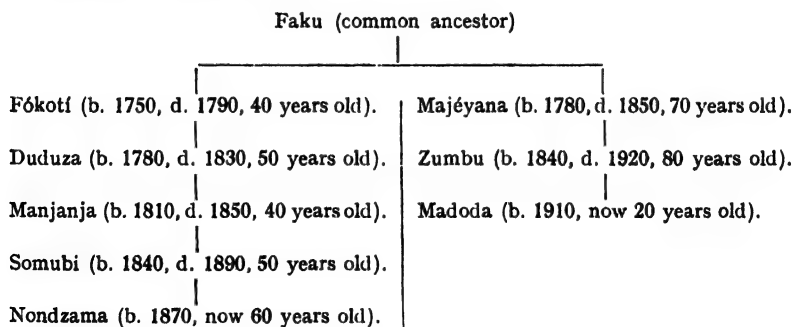 Faku (common ancestor)
Fókotí (b. 1750, d. 1790, 40 years old).
Duduza (b. 1780, d. 1830, 50 years old).
Manjanja (b. 1810, d. 1850, 40 years old).
Somubi (b. 1840, d. 1890, 50 years old).
Nondzama (b. 1870, now 60 years old).
Majéyana (b. 1780, d. 1850, 70 years old).
Zumbu (b. 1840, d. 1920, 80 years old).
Madoda (b. 1910, now 20 years old).